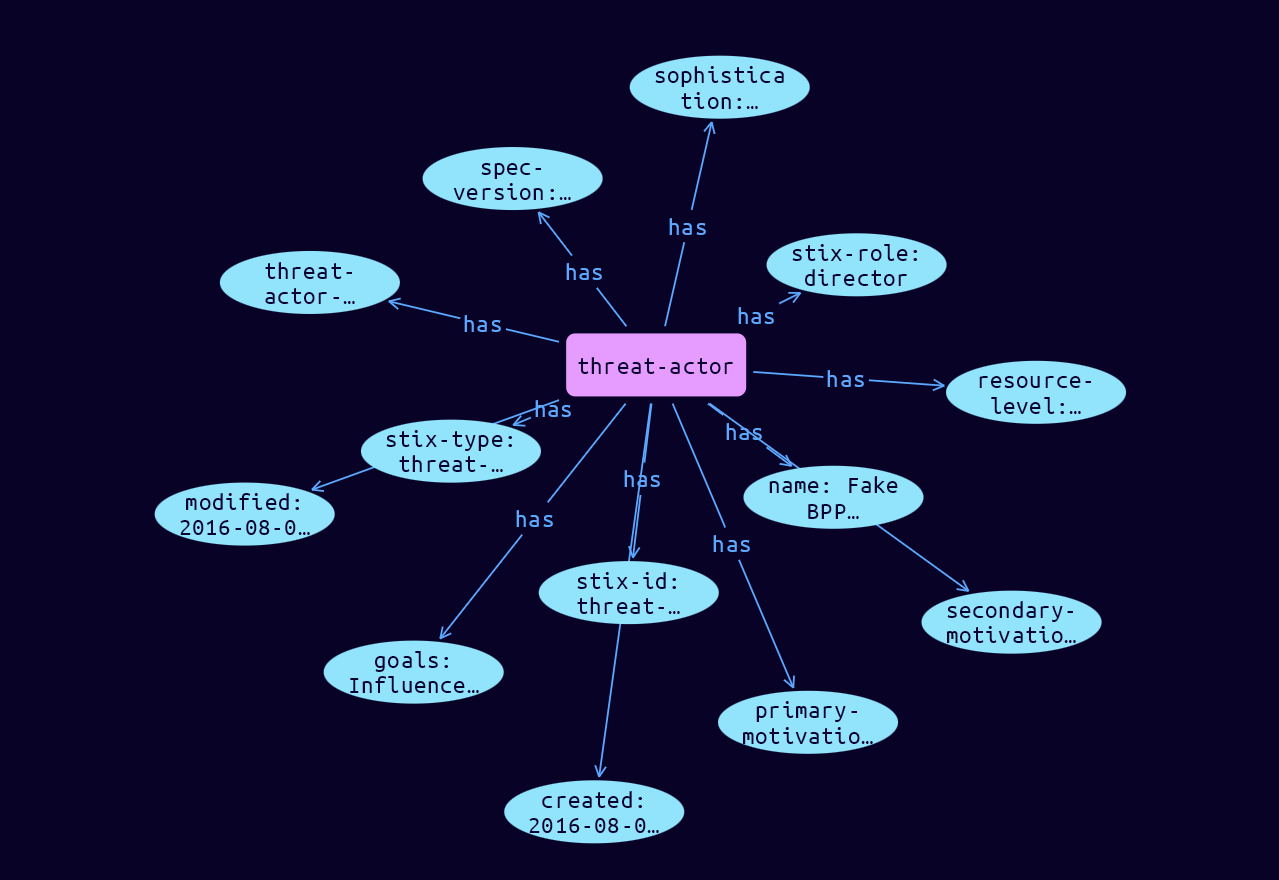 sophistica
tion:…
spec-
version:…
has
stix-role:
director
threat-
actor-…
has
has
has
threat-actor
has
resource-
level:…
has
stix-type:
threat-…
has
has
name: Fake
BPP…
modified:
2016-08-0…
has
has
stix-id:
threat-…
secondary-
motivatio…
goals:
Influence…
primary-
motivatio…
created:
2016-08-0…